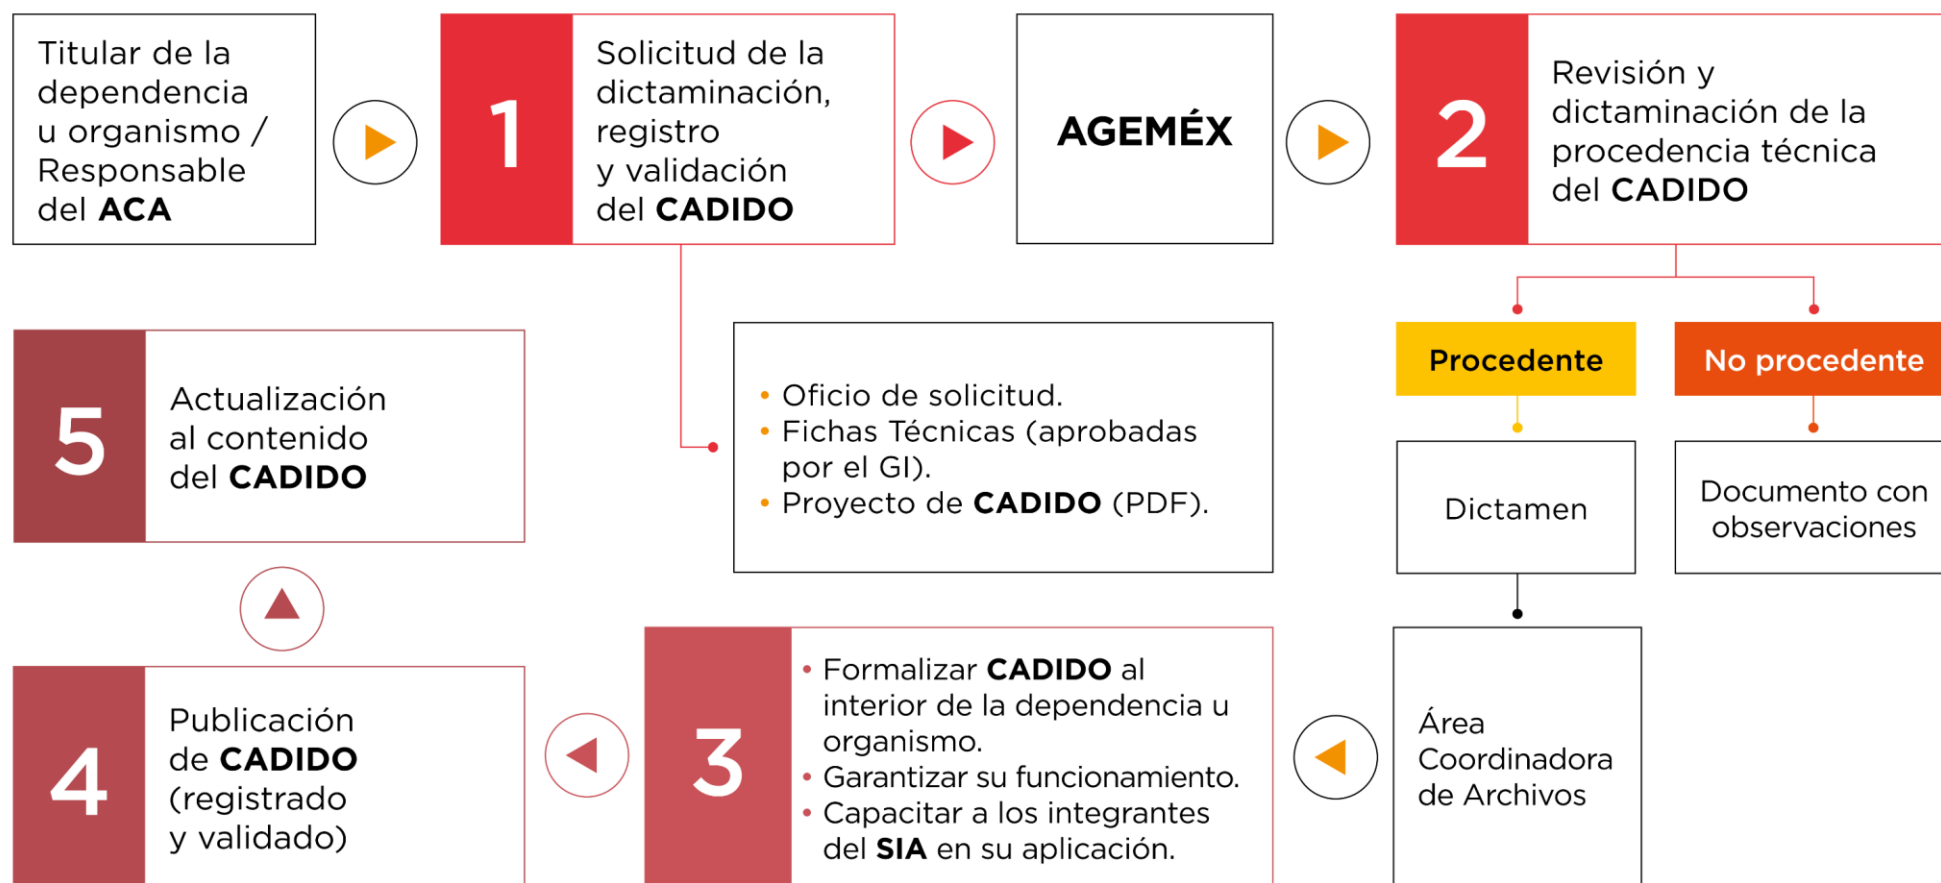 Titular de la
dependencia
u organismo /
Responsable
del ACA
1
Solicitud de la
dictaminación,
registro
y validación
del CADIDO
AGEMÉX
2
Revisión y
dictaminación de la
procedencia técnica
del CADIDO
• Oficio de solicitud.
• Fichas Técnicas (aprobadas
por el GI).
• Proyecto de CADIDO (PDF).
Procedente
No procedente
Dictamen
Documento con
observaciones
Área
Coordinadora
de Archivos
3
• Formalizar CADIDO al
interior de la dependencia u
organismo.
• Garantizar su funcionamiento.
• Capacitar a los integrantes
del SIA en su aplicación.
4
Publicación
de CADIDO
(registrado
y validado)
5
Actualización
al contenido
del CADIDO